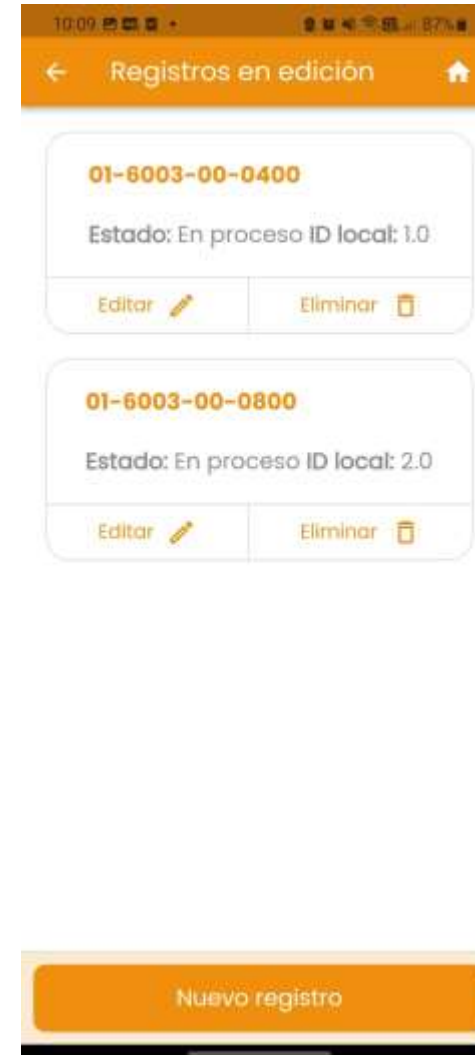 10:09
87%
Registros en edición
01-6003-00-0400
Estado: En proceso ID local: 1.0
Editar
Eliminar
01-6003-00-0800
Estado: En proceso ID local: 2.0
Editar
Eliminar
Nuevo registro